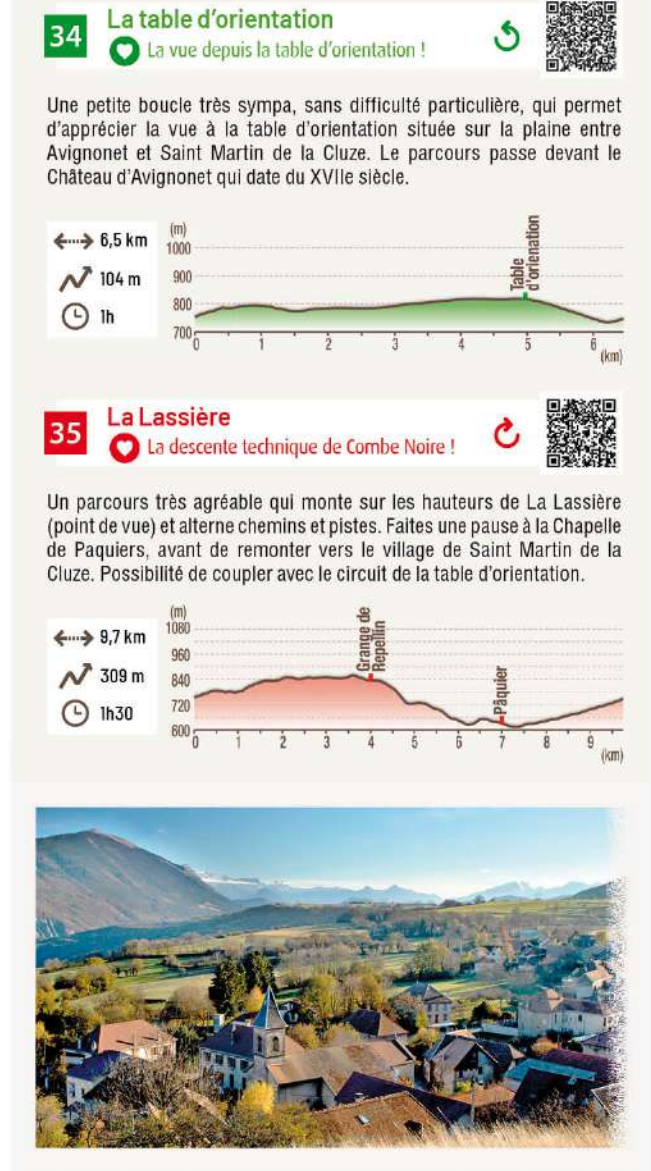 34
La table d'orientation
La vue depuis la table d'orientation !
Une petite boucle très sympa, sans difficulté particulière, qui permet
d'apprécier la vue à la table d'orientation située sur la plaine entre
Avignonet et Saint Martin de la Cluze. Le parcours passe devant le
Château d'Avignonet qui date du XVIIe siècle.
6,5 km
104 m
1h
(m)
1000
900
800
700
Table
d'orienation
0 1 2 3 4 5 6
(km)
35
La Lassière
La descente technique de Combe Noire !
Un parcours très agréable qui monte sur les hauteurs de La Lassière
(point de vue) et alterne chemins et pistes. Faites une pause à la Chapelle
de Paquiers, avant de remonter vers le village de Saint Martin de la
Cluze. Possibilité de coupler avec le circuit de la table d'orientation.
9,7 km
309 m
1h30
(m)
1080
960
840
720
600
Grange de
Repellin
Pâquier
0 1 2 3 4 5 6 7 8 9
(km)